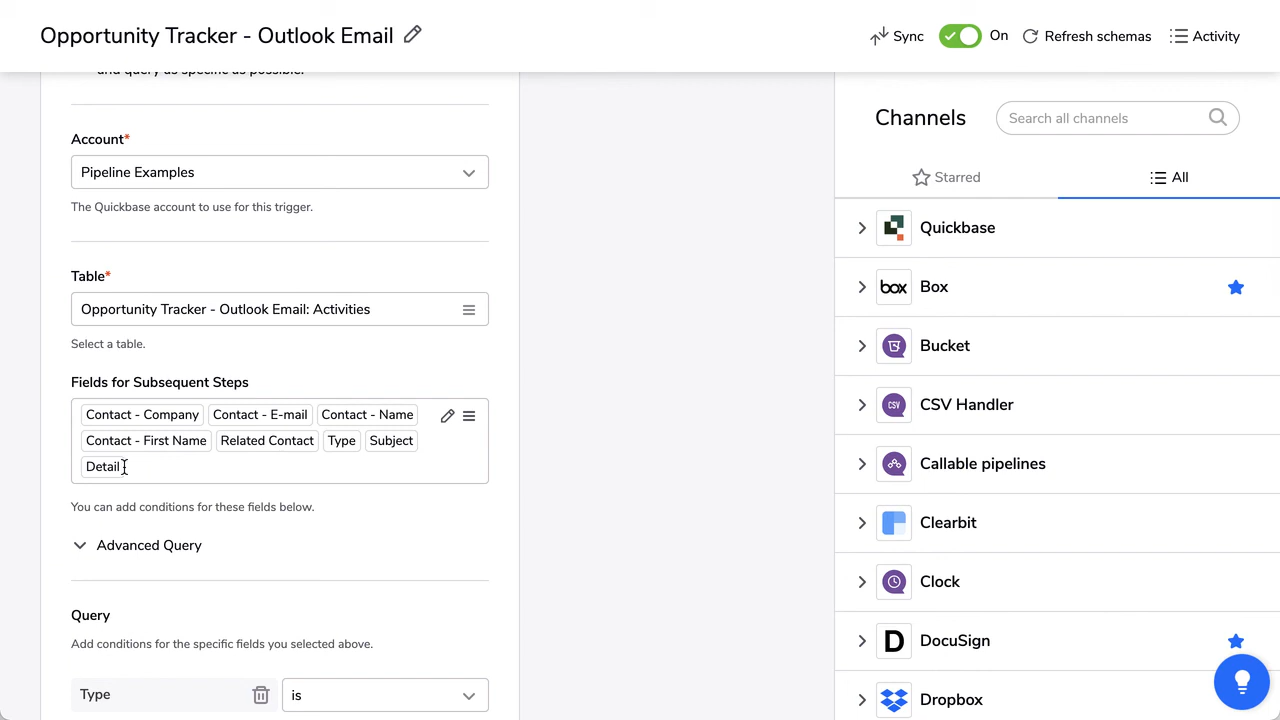 Opportunity Tracker - Outlook Email
Sync
On
Refresh schemas
Activity
and query as specific as possible.
Account*
Pipeline Examples
The Quickbase account to use for this trigger.
Table*
Opportunity Tracker - Outlook Email: Activities
Select a table.
Fields for Subsequent Steps
Contact - Company Contact - E-mail Contact - Name
Contact - First Name Related Contact Type Subject
Detail
You can add conditions for these fields below.
Advanced Query
Query
Add conditions for the specific fields you selected above.
Type
is
Channels
Search all channels
Starred
All
Quickbase
box Box
Bucket
CSV CSV Handler
Callable pipelines
Clearbit
Clock
D DocuSign
Dropbox